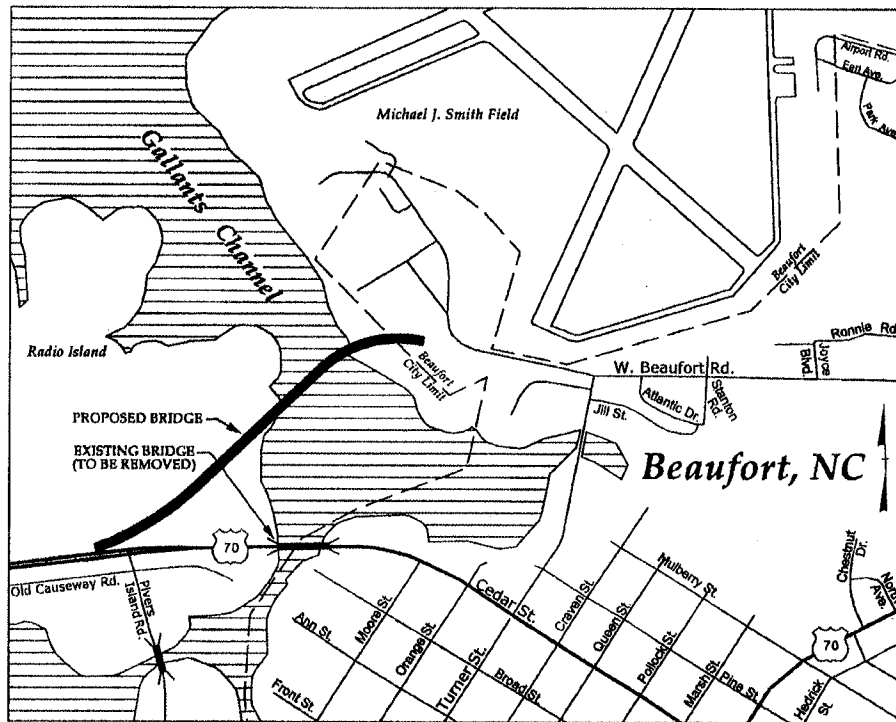 Airport Rd.
Earl Ave.
Park Ave.
Michael J. Smith Field
Gallants
Channel
Beaufort
City Limit
Radio Island
Ronnie Rd
Joyce
Blvd.
W. Beaufort Rd.
Beaufort
City Limit
Stanton
Rd.
Atlantic Dr.
Jill St.
PROPOSED BRIDGE
EXISTING BRIDGE
(TO BE REMOVED)
Beaufort, NC
70
Old Causeway Rd.
Pivers
Island Rd.
Chestnut
Dr.
North
Ave.
Mulberry St
Cedar St.
Craven St.
Queen St.
Pollock St.
Marsh St.
Pine St.
70
Hedrick
St.
Ann St.
Moore St.
Orange St.
Turner St.
Broad St.
Front St.